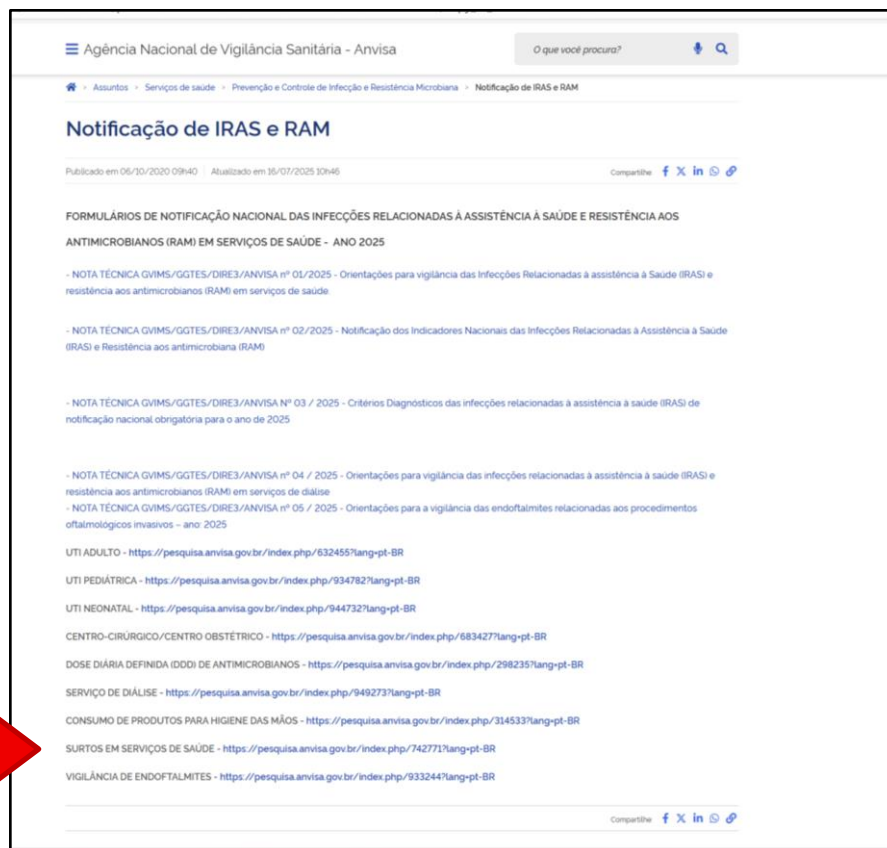 Agência Nacional de Vigilância Sanitária - Anvisa
O que você procura?
Assuntos > Serviços de saúde > Prevenção e Controle de Infecção e Resistência Microbiana > Notificação de IRAS e RAM
Notificação de IRAS e RAM
Publicado em 06/10/2020 09h40 | Atualizado em 16/07/2025 10h46
Compartilhe
FORMULÁRIOS DE NOTIFICAÇÃO NACIONAL DAS INFECÇÕES RELACIONADAS À ASSISTÊNCIA À SAÚDE E RESISTÊNCIA AOS
ANTIMICROBIANOS (RAM) EM SERVIÇOS DE SAÚDE - ANO 2025
- NOTA TÉCNICA GVIMS/GGTES/DIRE3/ANVISA nº 01/2025 - Orientações para vigilância das Infecções Relacionadas à assistência à Saúde (IRAS) e
resistência aos antimicrobianos (RAM) em serviços de saúde.
- NOTA TÉCNICA GVIMS/GGTES/DIRE3/ANVISA nº 02/2025 - Notificação dos Indicadores Nacionais das Infecções Relacionadas à Assistência à Saúde
(IRAS) e Resistência aos antimicrobiana (RAM)
- NOTA TÉCNICA GVIMS/GGTES/DIRE3/ANVISA Nº 03 / 2025 - Critérios Diagnósticos das infecções relacionadas à assistência à saúde (IRAS) de
notificação nacional obrigatória para o ano de 2025
- NOTA TÉCNICA GVIMS/GGTES/DIRE3/ANVISA nº 04 / 2025 - Orientações para vigilância das infecções relacionadas à assistência à saúde (IRAS) e
resistência aos antimicrobianos (RAM) em serviços de diálise
- NOTA TÉCNICA GVIMS/GGTES/DIRE3/ANVISA nº 05 / 2025 - Orientações para a vigilância das endoftalmites relacionadas aos procedimentos
oftalmológicos invasivos – ano: 2025
UTI ADULTO - https://pesquisa.anvisa.gov.br/index.php/632455?lang=pt-BR
UTI PEDIÁTRICA - https://pesquisa.anvisa.gov.br/index.php/934782?lang=pt-BR
UTI NEONATAL - https://pesquisa.anvisa.gov.br/index.php/944732?lang=pt-BR
CENTRO-CIRÚRGICO/CENTRO OBSTÉTRICO - https://pesquisa.anvisa.gov.br/index.php/683427?lang=pt-BR
DOSE DIÁRIA DEFINIDA (DDD) DE ANTIMICROBIANOS - https://pesquisa.anvisa.gov.br/index.php/298235?lang=pt-BR
SERVIÇO DE DIÁLISE - https://pesquisa.anvisa.gov.br/index.php/949273?lang=pt-BR
CONSUMO DE PRODUTOS PARA HIGIENE DAS MÃOS - https://pesquisa.anvisa.gov.br/index.php/314533?lang=pt-BR
SURTOS EM SERVIÇOS DE SAÚDE - https://pesquisa.anvisa.gov.br/index.php/742771?lang=pt-BR
VIGILÂNCIA DE ENDOFTALMITES - https://pesquisa.anvisa.gov.br/index.php/933244?lang=pt-BR
Compartilhe